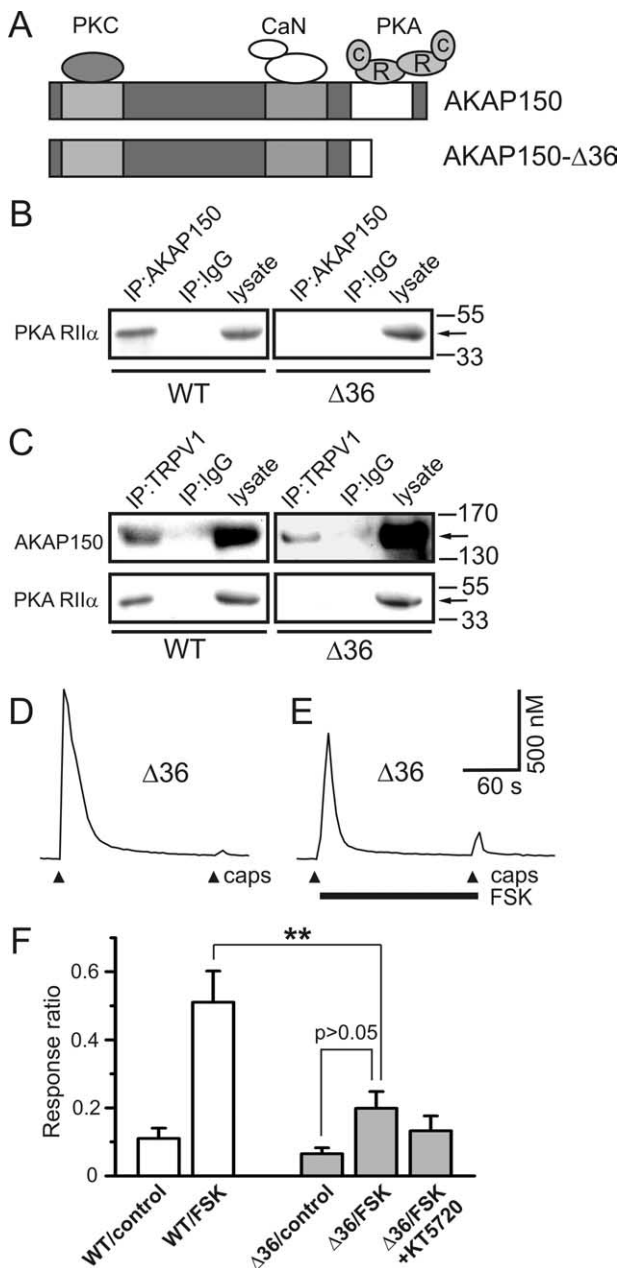 A
PKC
CaN
PKA
C
C
R
R
AKAP150
AKAP150-Δ36
B
IP:AKAP150
IP:IgG
lysate
IP:AKAP150
IP:IgG
lysate
PKA RIIα
55
33
WT
Δ36
C
IP:TRPV1
IP:IgG
lysate
IP:TRPV1
IP:IgG
lysate
AKAP150
170
130
PKA RIIα
55
33
WT
Δ36
D
E
Δ36
Δ36
500 nM
60 s
caps
caps
FSK
F
**
p>0.05
Response ratio
0.6
0.4
0.2
0
WT/control
WT/FSK
Δ36/control
Δ36/FSK
Δ36/FSK
+KT5720